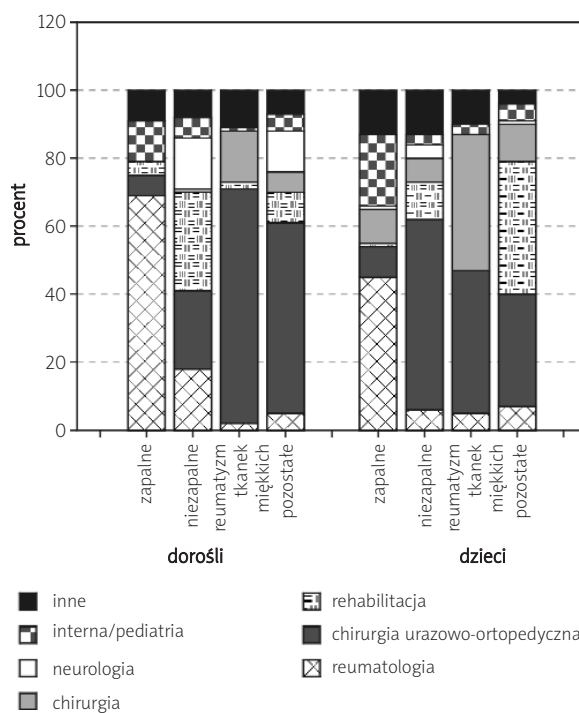 120
100
80
60
40
20
0
procent
zapalne
niezapalne
reumatyzm
tkanek
miękkich
pozostałe
zapalne
niezapalne
reumatyzm
tkanek
miękkich
pozostałe
dorośli
dzieci
inne
interna/pediatria
neurologia
chirurgia
rehabilitacja
chirurgia urazowo-ortopedyczna
reumatologia